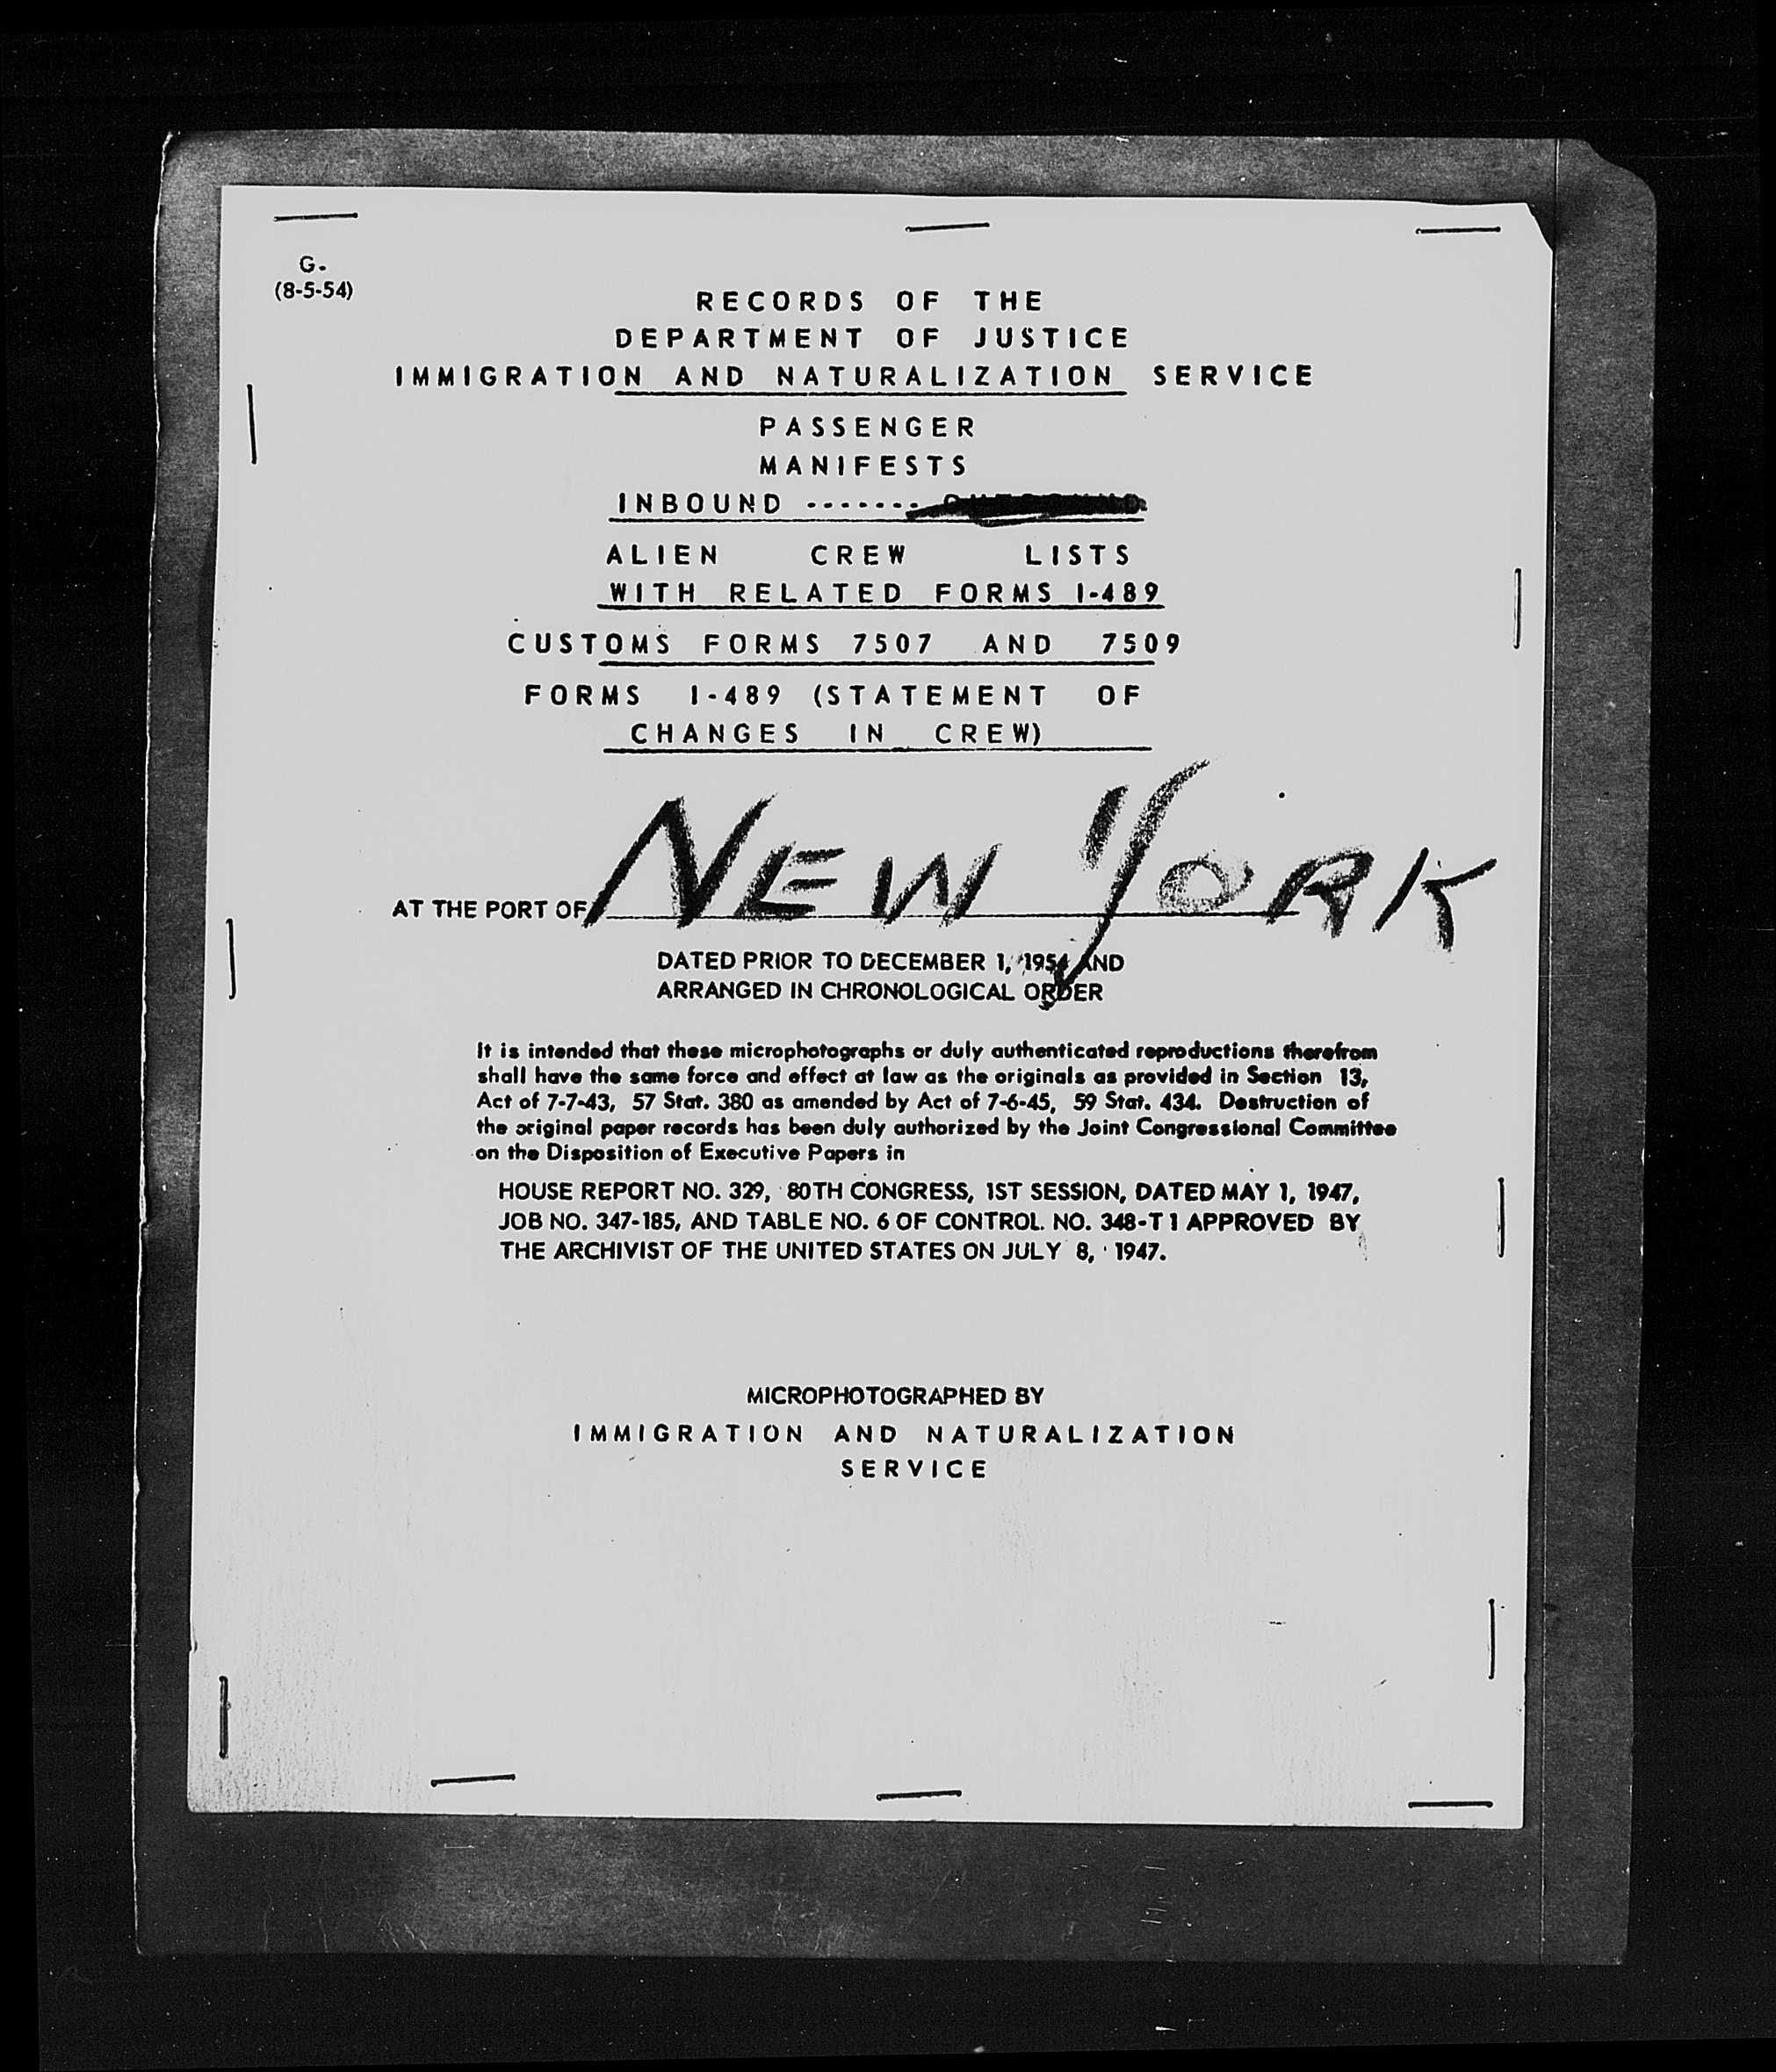 G.
(8-5-54)
RECORDS OF THE
DEPARTMENT OF JUSTICE
IMMIGRATION AND NATURALIZATION SERVICE
PASSENGER
MANIFESTS
INBOUND -------
ALIEN CREW LISTS
WITH RELATED FORMS I-489
CUSTOMS FORMS 7507 AND 7509
FORMS I-489 (STATEMENT OF
CHANGES IN CREW)
AT THE PORT OF NEW YORK
DATED PRIOR TO DECEMBER 1, 1954 AND
ARRANGED IN CHRONOLOGICAL ORDER
It is intended that these microphotographs or duly authenticated reproductions therefrom
shall have the same force and effect at law as the originals as provided in Section 13,
Act of 7-7-43, 57 Stat. 380 as amended by Act of 7-6-45, 59 Stat. 434. Destruction of
the original paper records has been duly authorized by the Joint Congressional Committee
on the Disposition of Executive Papers in
HOUSE REPORT NO. 329, 80TH CONGRESS, 1ST SESSION, DATED MAY 1, 1947,
JOB NO. 347-185, AND TABLE NO. 6 OF CONTROL NO. 348-T1 APPROVED BY
THE ARCHIVIST OF THE UNITED STATES ON JULY 8, 1947.
MICROPHOTOGRAPHED BY
IMMIGRATION AND NATURALIZATION
SERVICE